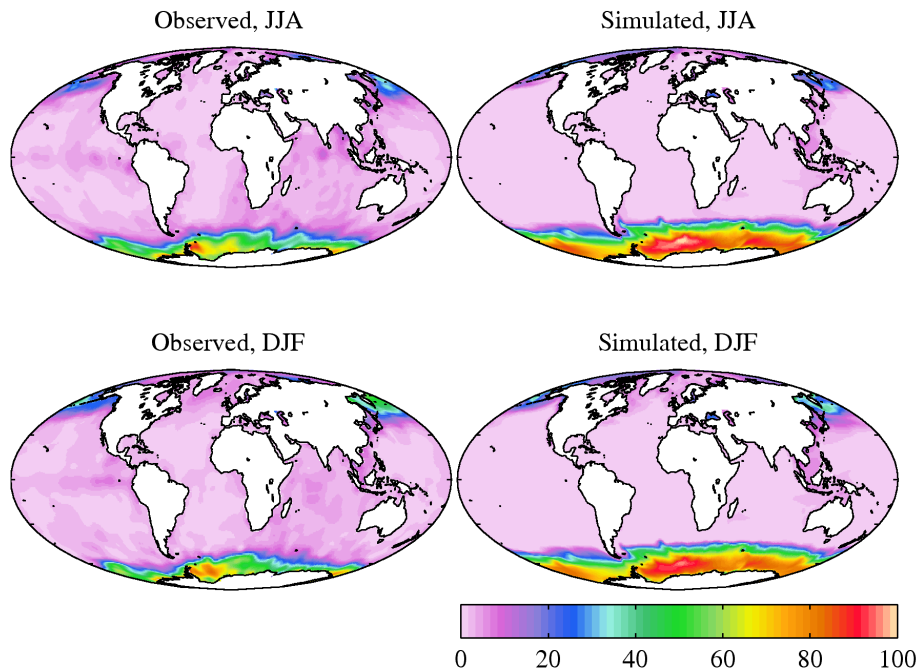 Observed, JJA
Simulated, JJA
Observed, DJF
Simulated, DJF
0 20 40 60 80 100